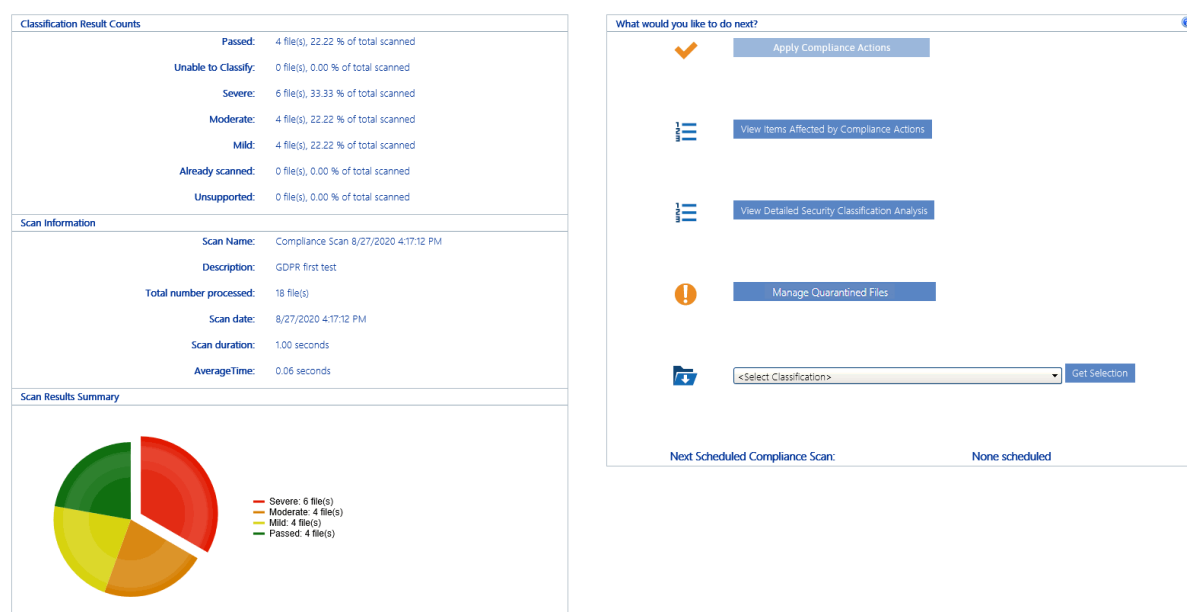 Classification Result Counts
Passed: 4 file(s), 22.22 % of total scanned
Unable to Classify: 0 file(s), 0.00 % of total scanned
Severe: 6 file(s), 33.33 % of total scanned
Moderate: 4 file(s), 22.22 % of total scanned
Mild: 4 file(s), 22.22 % of total scanned
Already scanned: 0 file(s), 0.00 % of total scanned
Unsupported: 0 file(s), 0.00 % of total scanned
Scan Information
Scan Name: Compliance Scan 8/27/2020 4:17:12 PM
Description: GDPR first test
Total number processed: 18 file(s)
Scan date: 8/27/2020 4:17:12 PM
Scan duration: 1.00 seconds
AverageTime: 0.06 seconds
Scan Results Summary
Severe: 6 file(s)
Moderate: 4 file(s)
Mild: 4 file(s)
Passed: 4 file(s)
What would you like to do next?
Apply Compliance Actions
1 2 3
View Items Affected by Compliance Actions
1 2 3
View Detailed Security Classification Analysis
Manage Quarantined Files
<Select Classification> Get Selection
Next Scheduled Compliance Scan: None scheduled